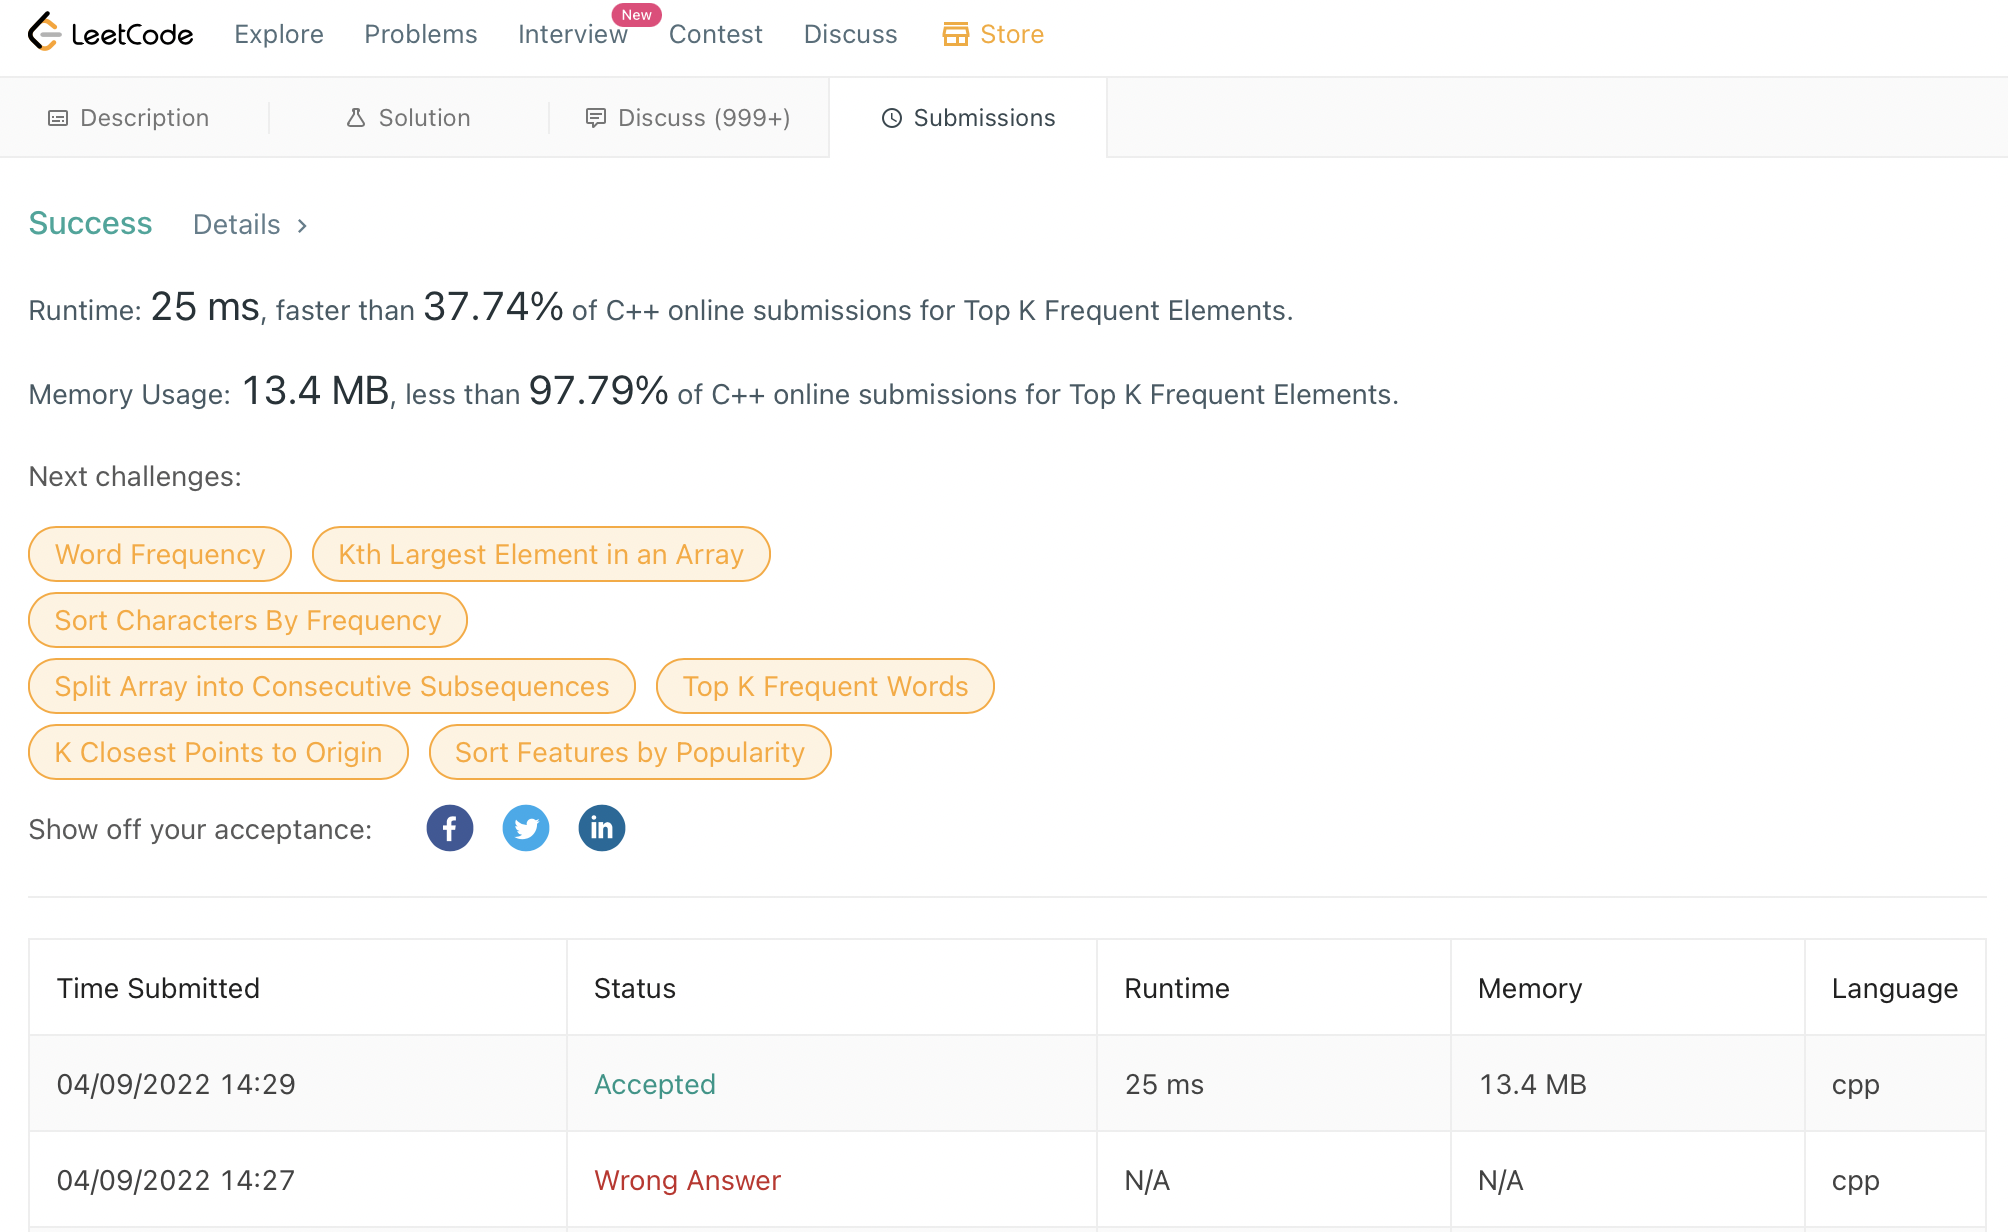 LeetCode Explore Problems Interview New Contest Discuss Store
Description Solution Discuss (999+) Submissions
Success Details >
Runtime: 25 ms, faster than 37.74% of C++ online submissions for Top K Frequent Elements.
Memory Usage: 13.4 MB, less than 97.79% of C++ online submissions for Top K Frequent Elements.
Next challenges:
Word Frequency Kth Largest Element in an Array
Sort Characters By Frequency
Split Array into Consecutive Subsequences Top K Frequent Words
K Closest Points to Origin Sort Features by Popularity
Show off your acceptance: f in
Time Submitted Status Runtime Memory Language
04/09/2022 14:29 Accepted 25 ms 13.4 MB cpp
04/09/2022 14:27 Wrong Answer N/A N/A cpp